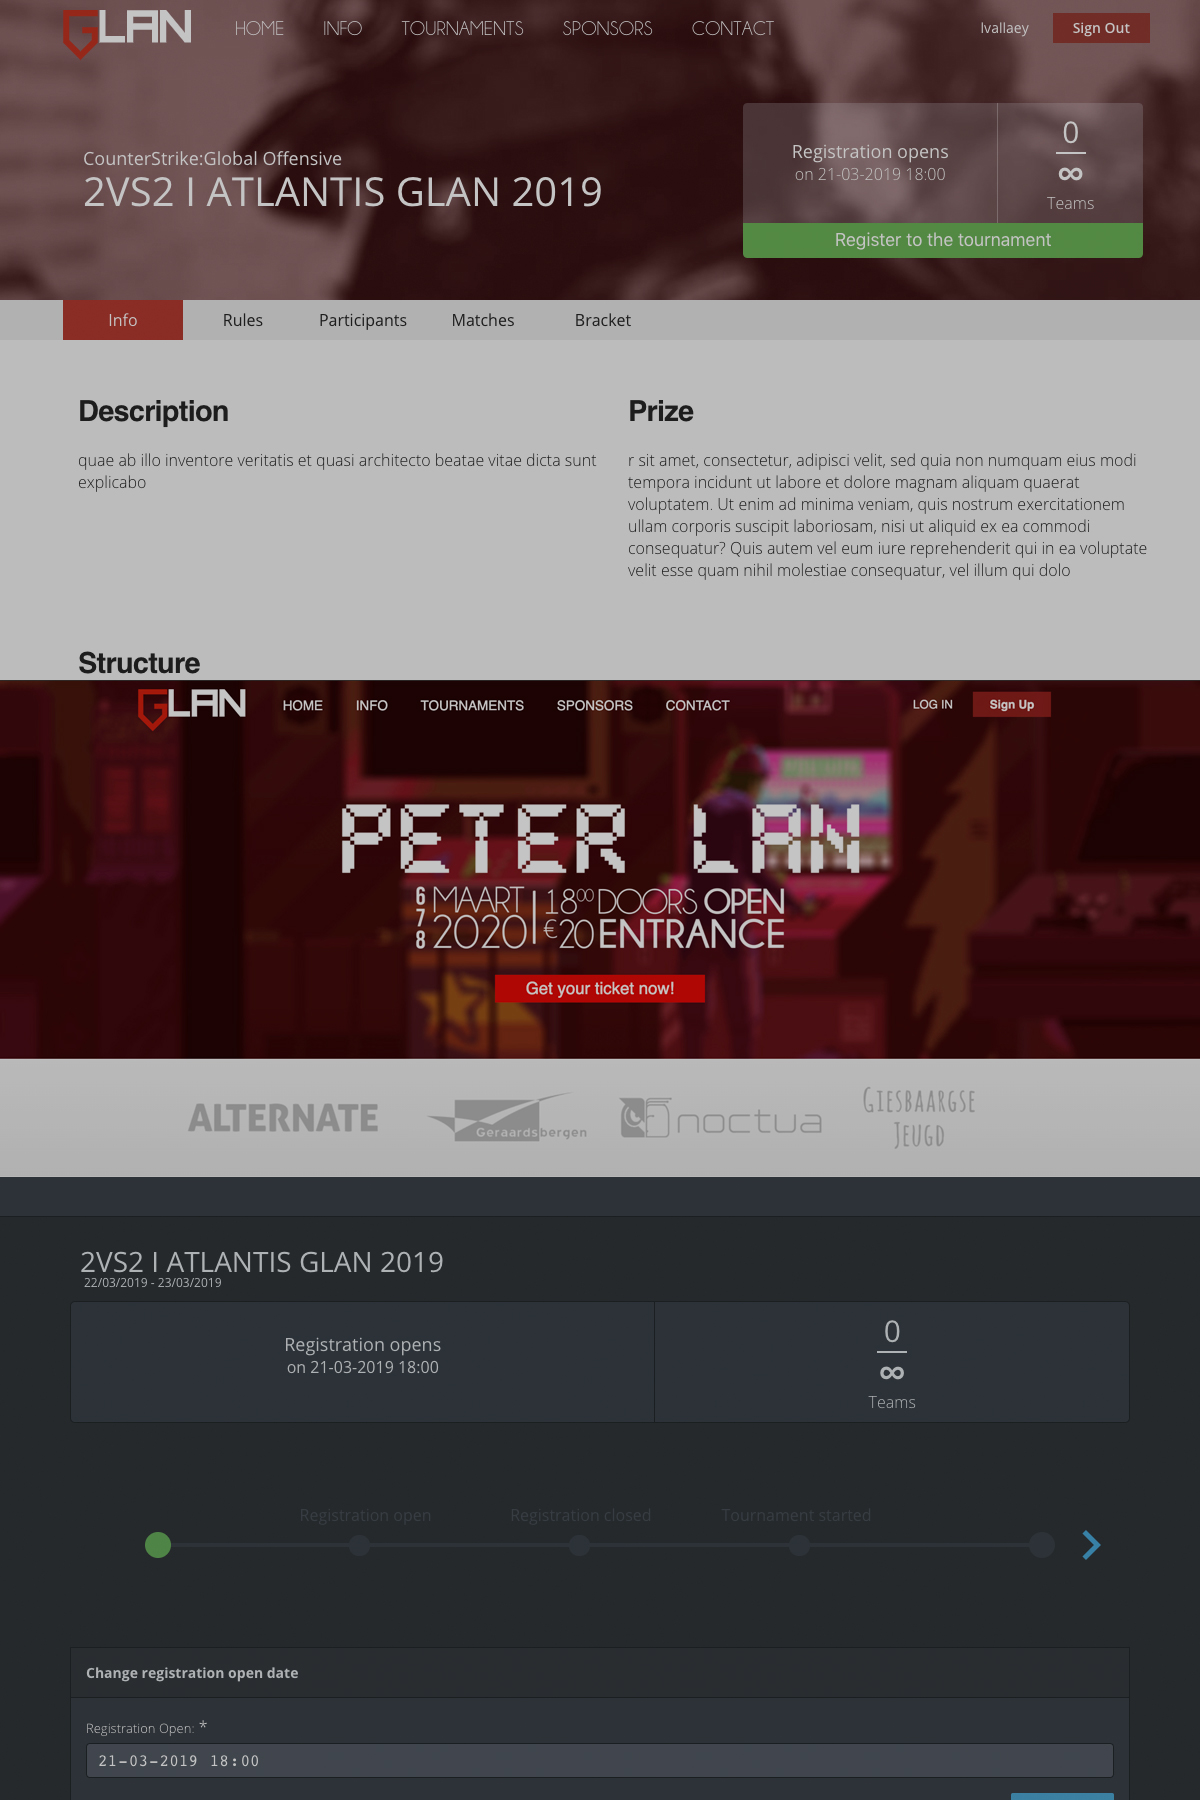 GLAN
HOME INFO TOURNAMENTS SPONSORS CONTACT
lvallaey
Sign Out
CounterStrike:Global Offensive
2VS2 I ATLANTIS GLAN 2019
Registration opens
on 21-03-2019 18:00
0
∞
Teams
Register to the tournament
Info Rules Participants Matches Bracket
Description
quae ab illo inventore veritatis et quasi architecto beatae vitae dicta sunt
explicabo
Prize
r sit amet, consectetur, adipisci velit, sed quia non numquam eius modi
tempora incidunt ut labore et dolore magnam aliquam quaerat
voluptatem. Ut enim ad minima veniam, quis nostrum exercitationem
ullam corporis suscipit laboriosam, nisi ut aliquid ex ea commodi
consequatur? Quis autem vel eum iure reprehenderit qui in ea voluptate
velit esse quam nihil molestiae consequatur, vel illum qui dolo
Structure
GLAN
HOME INFO TOURNAMENTS SPONSORS CONTACT
LOG IN
Sign Up
PETER LAN
6
7
8
MAART
2020
18⁰⁰ DOORS OPEN
€20 ENTRANCE
Get your ticket now!
ALTERNATE
Geraardsbergen
noctua
GIESBAARGSE
JEUGD
2VS2 I ATLANTIS GLAN 2019
22/03/2019 - 23/03/2019
Registration opens
on 21-03-2019 18:00
0
∞
Teams
Registration open Registration closed Tournament started
Change registration open date
Registration Open: *
21-03-2019 18:00